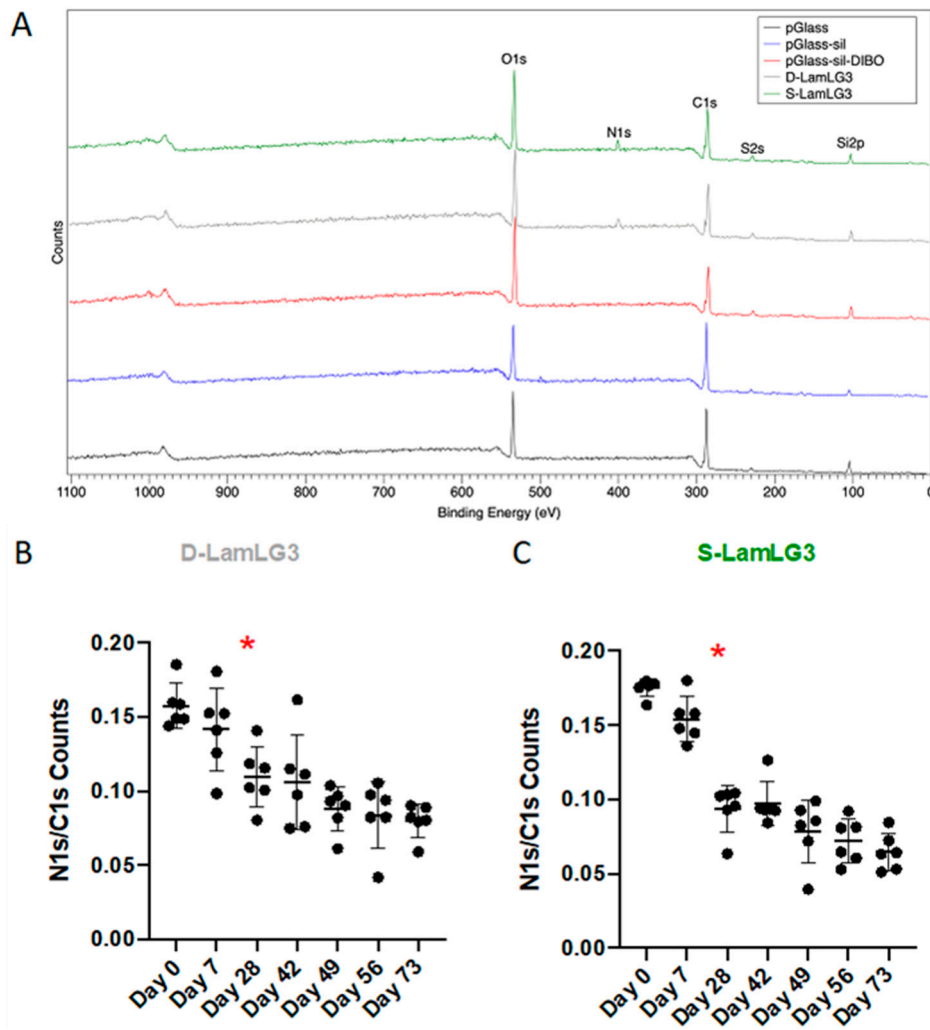 A
pGlass
pGlass-sil
pGlass-sil-DIBO
D-LamLG3
S-LamLG3
O1s
N1s
C1s
S2s
Si2p
Counts
1100 1000 900 800 700 600 500 400 300 200 100 0
Binding Energy (eV)
B
D-LamLG3
*
N1s/C1s Counts
0.20
0.15
0.10
0.05
0.00
Day 0 Day 7 Day 28 Day 42 Day 49 Day 56 Day 73
C
S-LamLG3
*
N1s/C1s Counts
0.20
0.15
0.10
0.05
0.00
Day 0 Day 7 Day 28 Day 42 Day 49 Day 56 Day 73